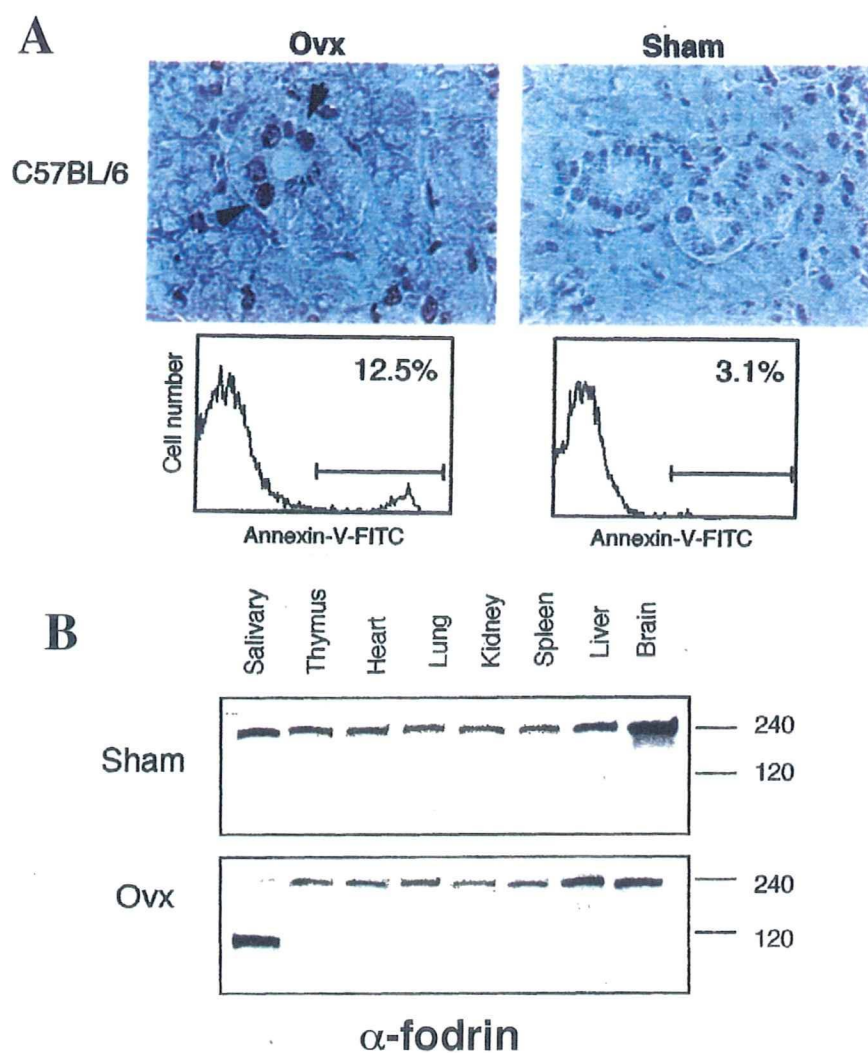 A
Ovx
Sham
C57BL/6
Cell number
12.5%
3.1%
Annexin-V-FITC
Annexin-V-FITC
B
Salivary
Thymus
Heart
Lung
Kidney
Spleen
Liver
Brain
Sham
240
120
Ovx
240
120
α-fodrin